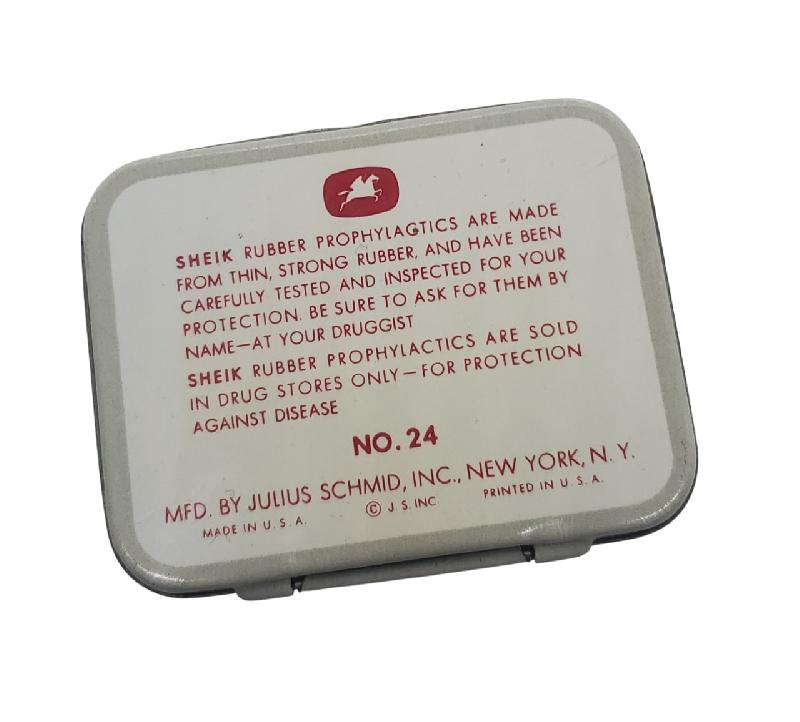 SHEIK RUBBER PROPHYLACTICS ARE MADE
FROM THIN, STRONG RUBBER, AND HAVE BEEN
CAREFULLY TESTED AND INSPECTED FOR YOUR
PROTECTION. BE SURE TO ASK FOR THEM BY
NAME—AT YOUR DRUGGIST
SHEIK RUBBER PROPHYLACTICS ARE SOLD
IN DRUG STORES ONLY—FOR PROTECTION
AGAINST DISEASE
NO. 24
MFD. BY JULIUS SCHMID, INC., NEW YORK, N. Y.
MADE IN U. S. A. © J. S. INC PRINTED IN U. S. A.